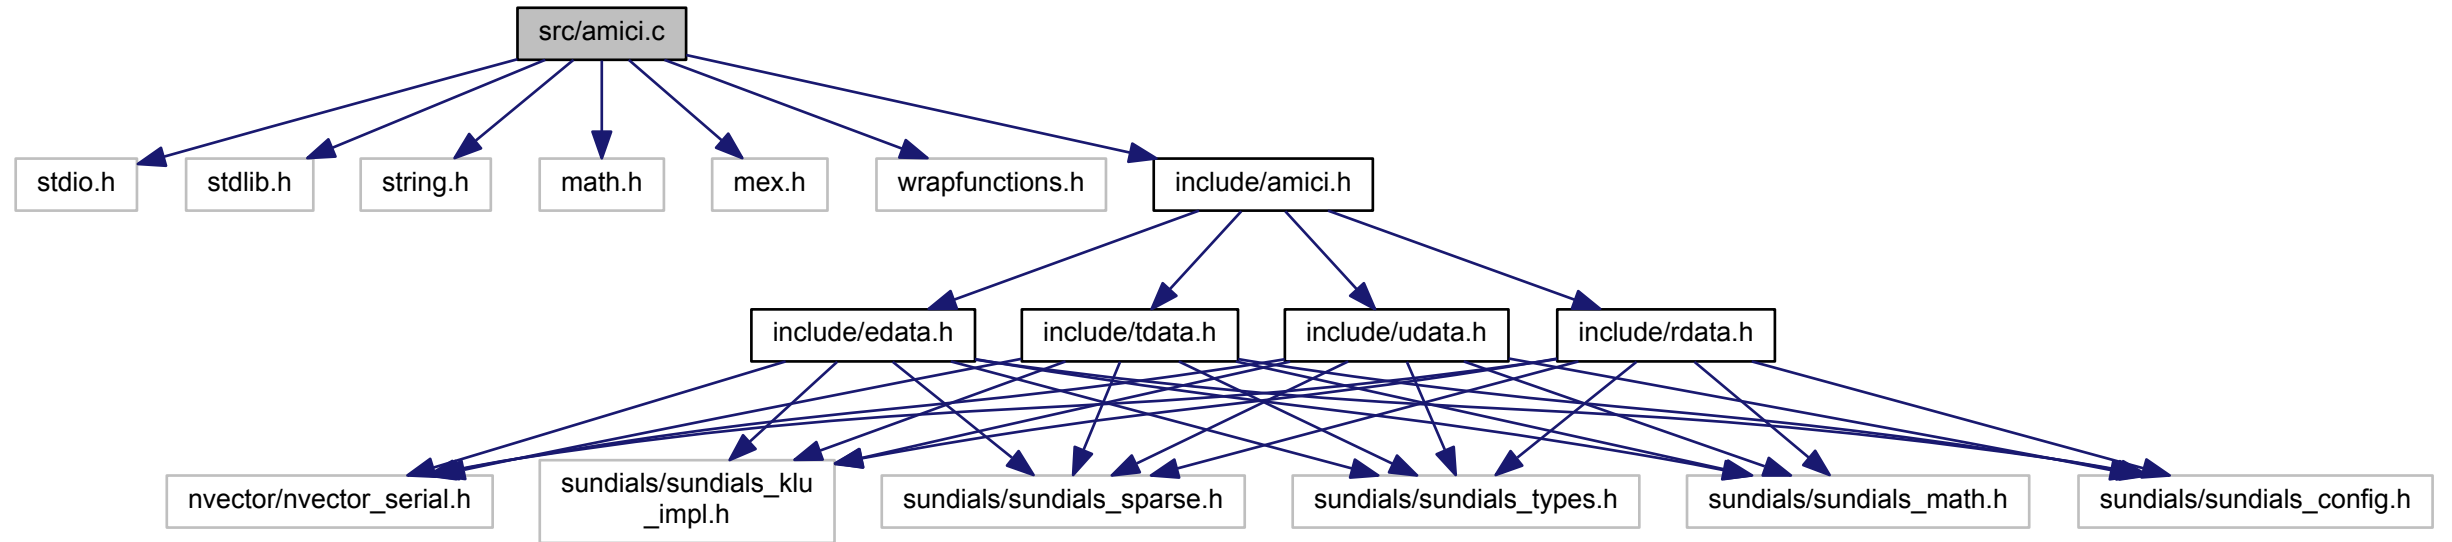 src/amici.c
stdio.h
stdlib.h
string.h
math.h
mex.h
wrapfunctions.h
include/amici.h
include/edata.h
include/tdata.h
include/udata.h
include/rdata.h
nvector/nvector_serial.h
sundials/sundials_klu
_impl.h
sundials/sundials_sparse.h
sundials/sundials_types.h
sundials/sundials_math.h
sundials/sundials_config.h